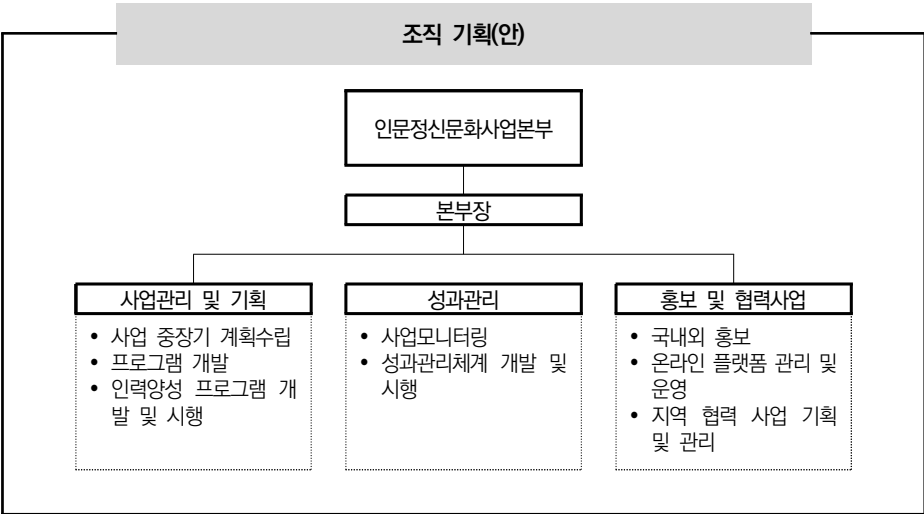 조직 기획(안)
인문정신문화사업본부
본부장
사업관리 및 기획
• 사업 중장기 계획수립
• 프로그램 개발
• 인력양성 프로그램 개
발 및 시행
성과관리
• 사업모니터링
• 성과관리체계 개발 및
시행
홍보 및 협력사업
• 국내외 홍보
• 온라인 플랫폼 관리 및
운영
• 지역 협력 사업 기획
및 관리